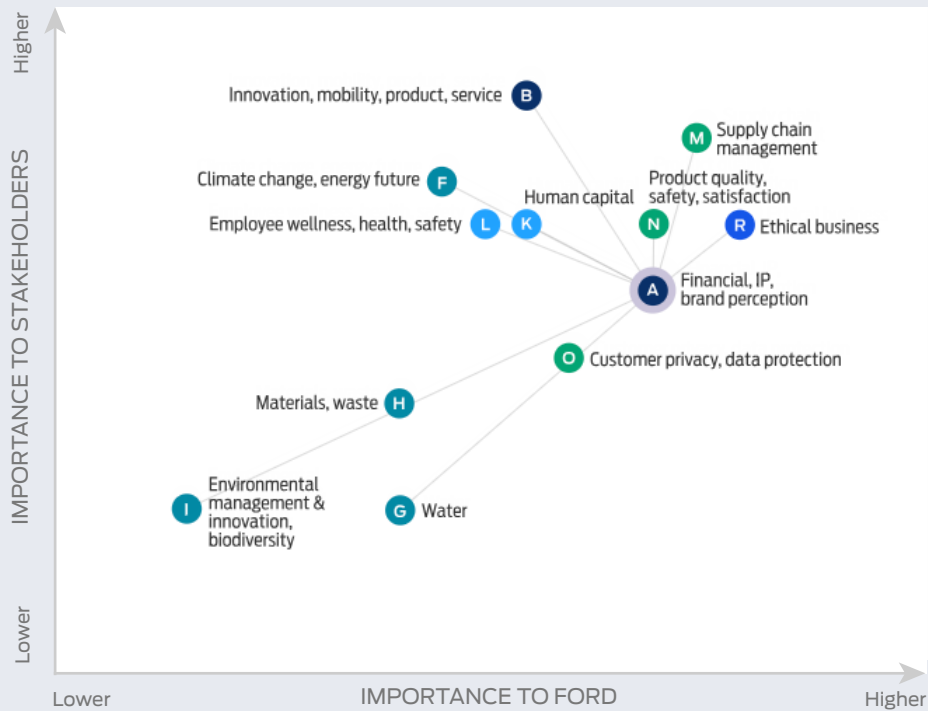 Higher
IMPORTANCE TO STAKEHOLDERS
Lower
B
Innovation, mobility, product, service
M
Supply chain
management
F
Climate change, energy future
Human capital
Product quality,
safety, satisfaction
L
Employee wellness, health, safety
K
N
R
Ethical business
A
Financial, IP,
brand perception
O
Customer privacy, data protection
Materials, waste
H
I
Environmental
management &
innovation,
biodiversity
G
Water
Lower
IMPORTANCE TO FORD
Higher